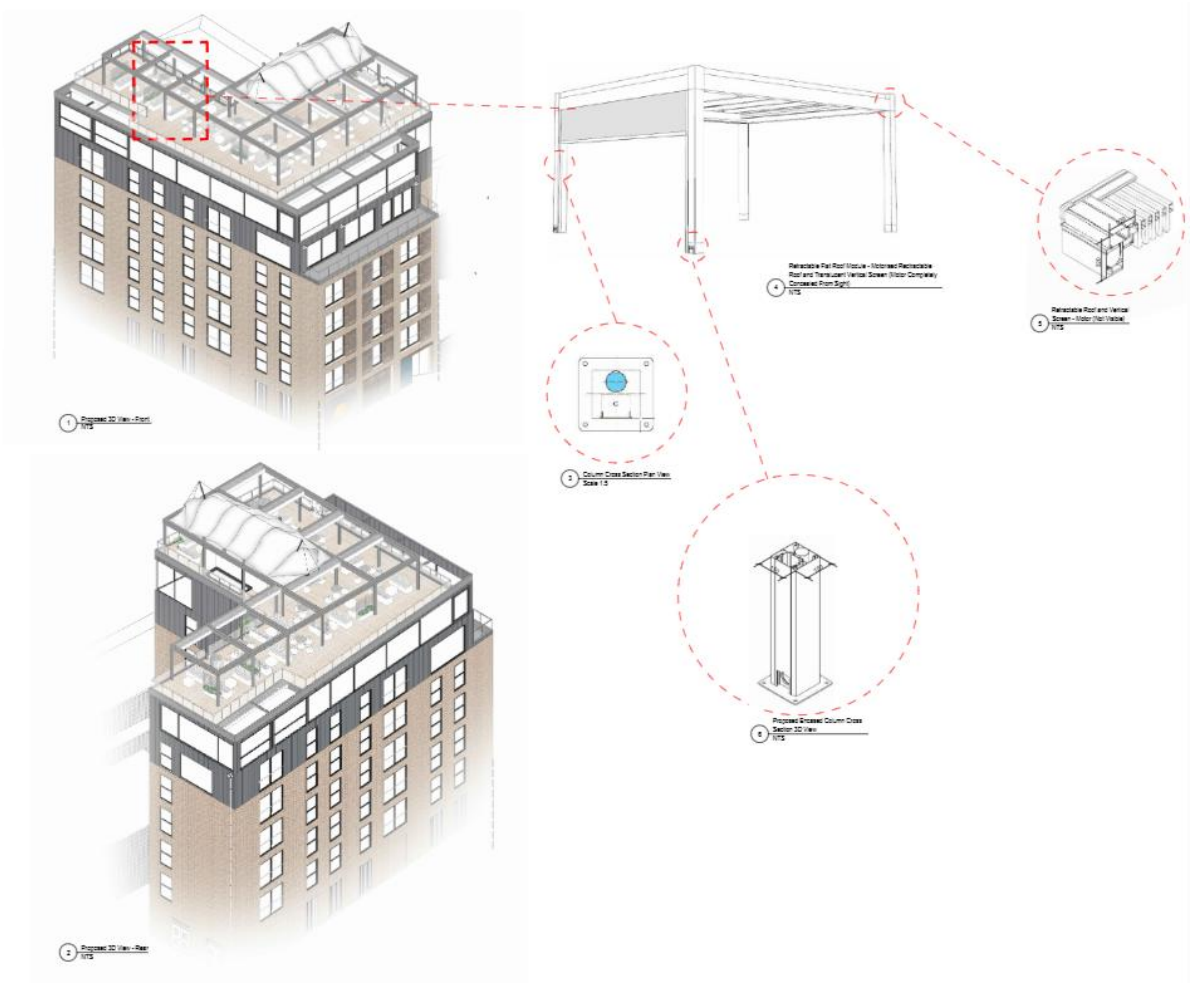 Retractable Flat Roof Module - Motorised Rectractable
Roof and Translucent Vertical Screen (Motor Completely
Concealed From Sight)
4
NTS
Retractable Roof and Vertical
Screen - Motor (Not Visible)
5
NTS
1
Proposed 3D View - Front
NTS
3
Column Cross Section Plan View
Scale 1:5
Proposed Encased Column Cross
Section 3D View
6
NTS
2
Proposed 3D View - Rear
NTS